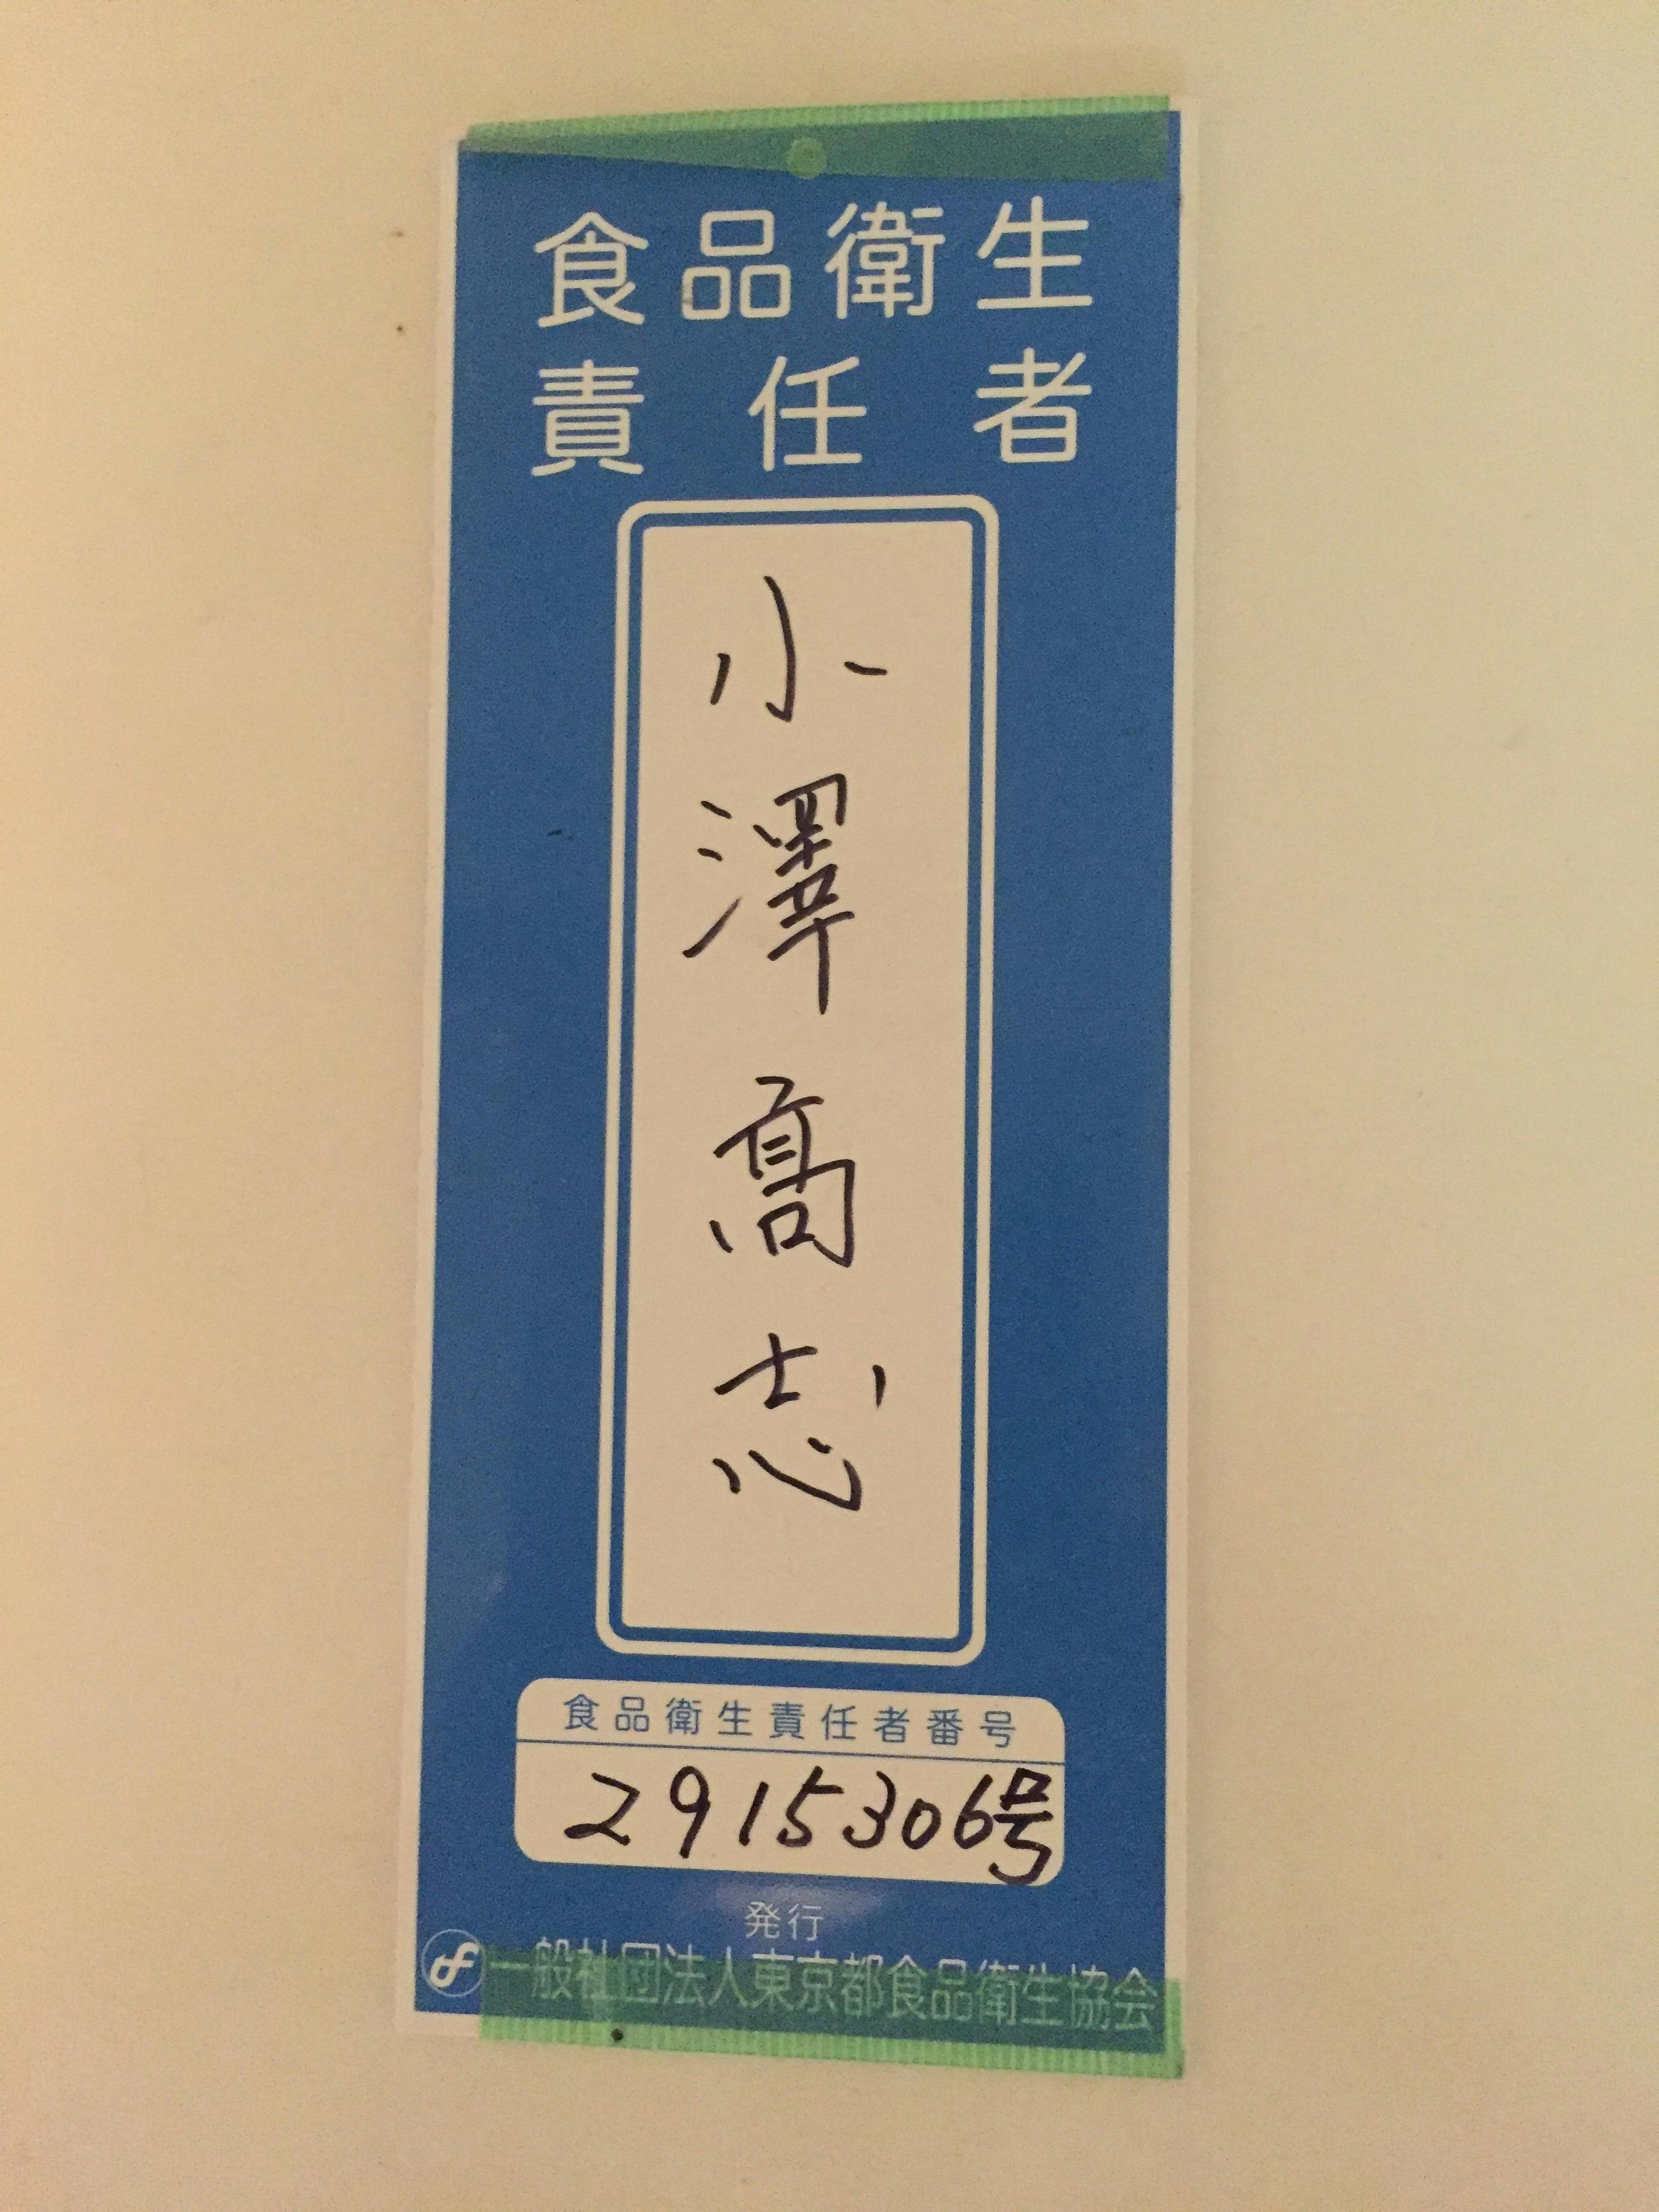 食品衛生
責任者
小澤髙志
食品衛生責任者番号
2915306号
発行
一般社団法人東京都食品衛生協会